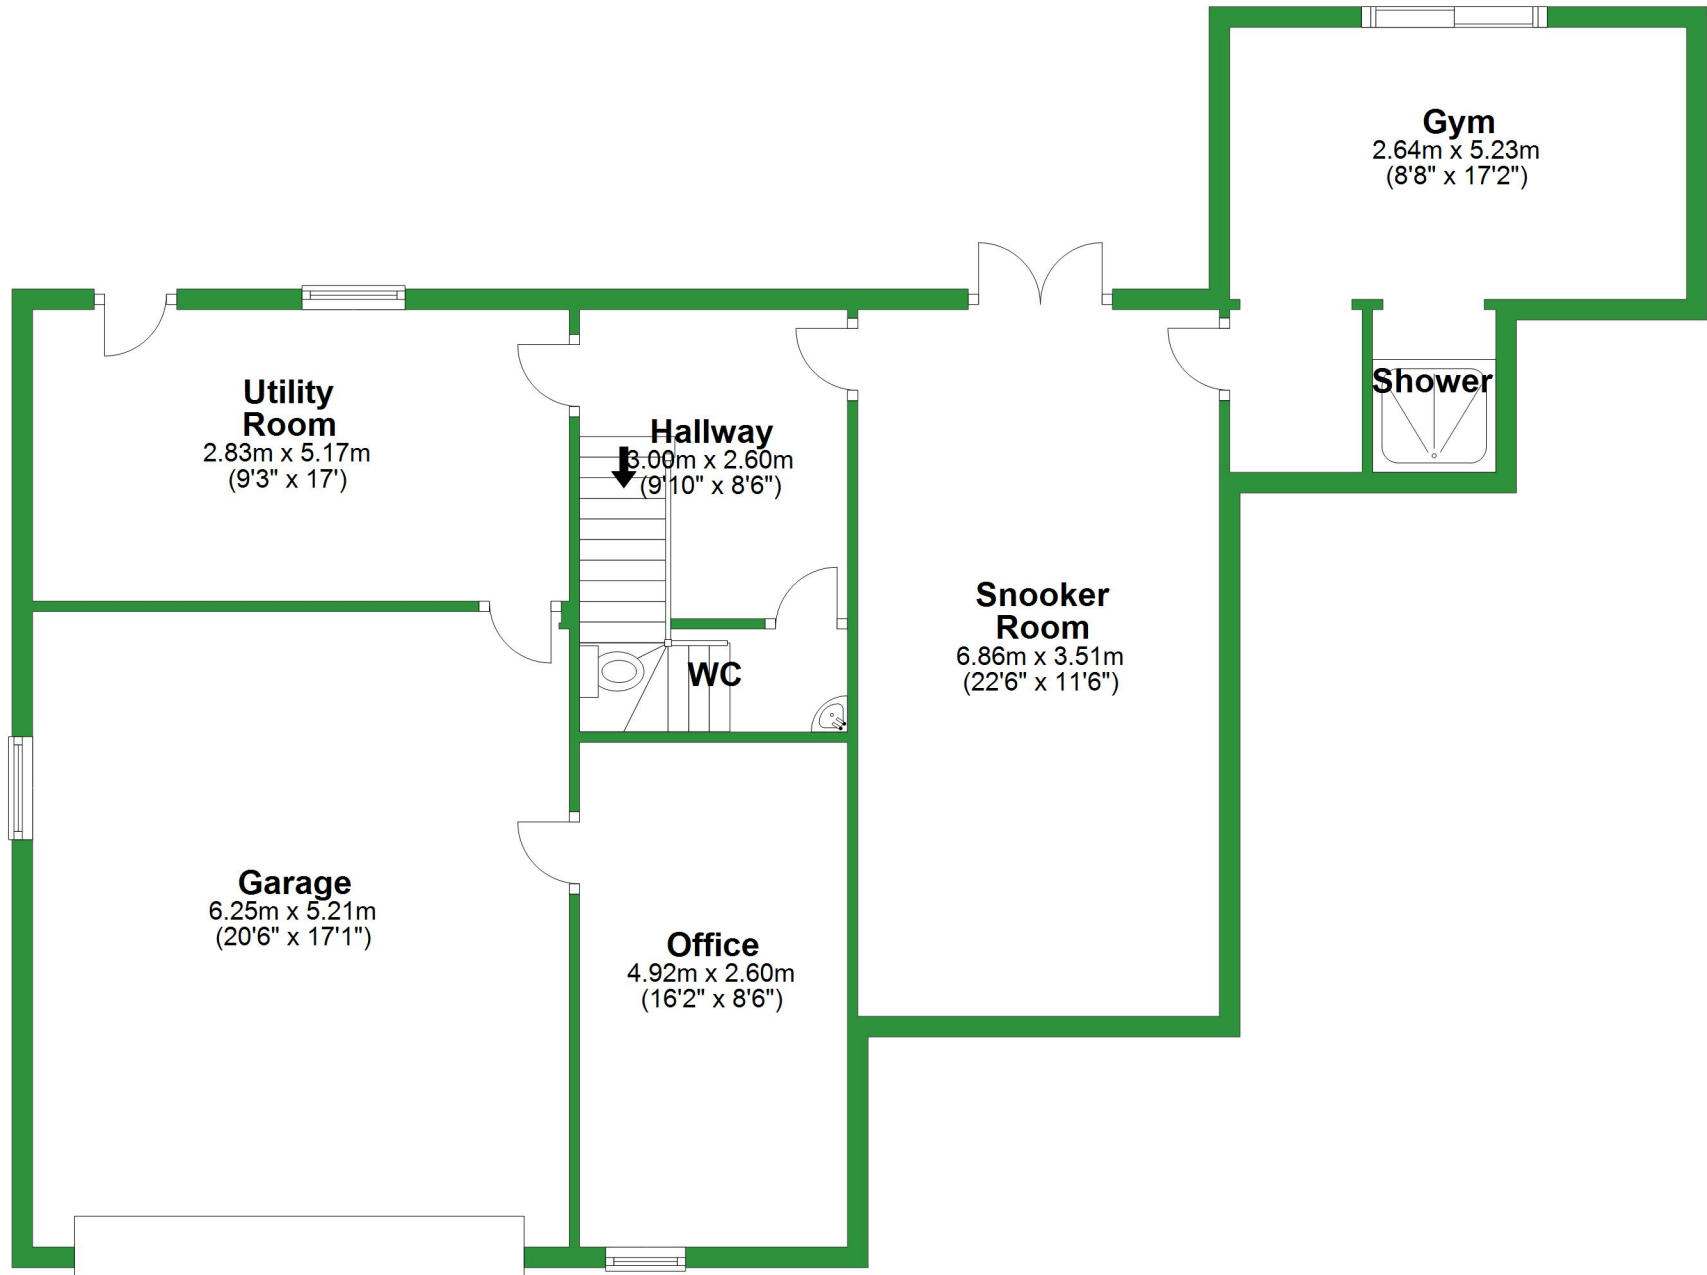 Gym
2.64m x 5.23m
(8'8" x 17'2")
Utility
Room
2.83m x 5.17m
(9'3" x 17')
Hallway
3.00m x 2.60m
(9'10" x 8'6")
Shower
Snooker
Room
6.86m x 3.51m
(22'6" x 11'6")
WC
Garage
6.25m x 5.21m
(20'6" x 17'1")
Office
4.92m x 2.60m
(16'2" x 8'6")